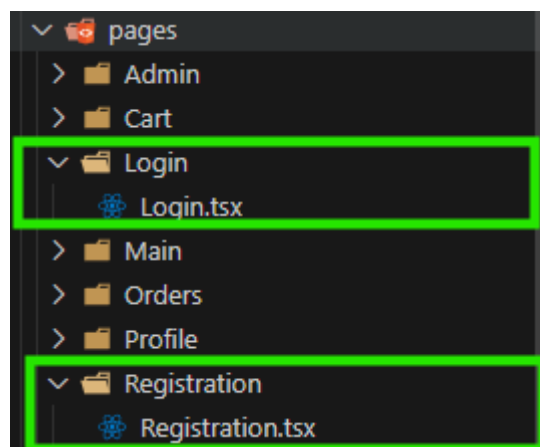 pages
Admin
Cart
Login
Login.tsx
Main
Orders
Profile
Registration
Registration.tsx